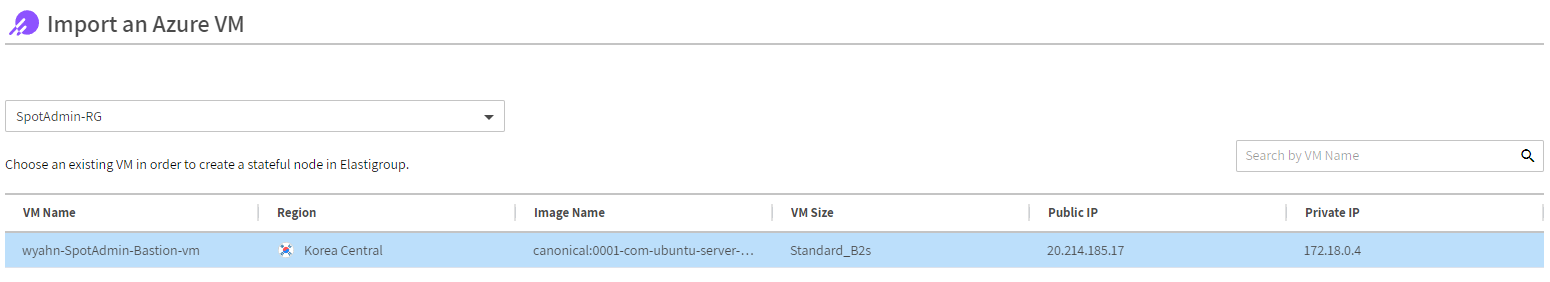 Import an Azure VM
SpotAdmin-RG
Choose an existing VM in order to create a stateful node in Elastigroup.
Search by VM Name
VM Name Region Image Name VM Size Public IP Private IP
wyahn-SpotAdmin-Bastion-vm Korea Central canonical:0001-com-ubuntu-server-... Standard_B2s 20.214.185.17 172.18.0.4